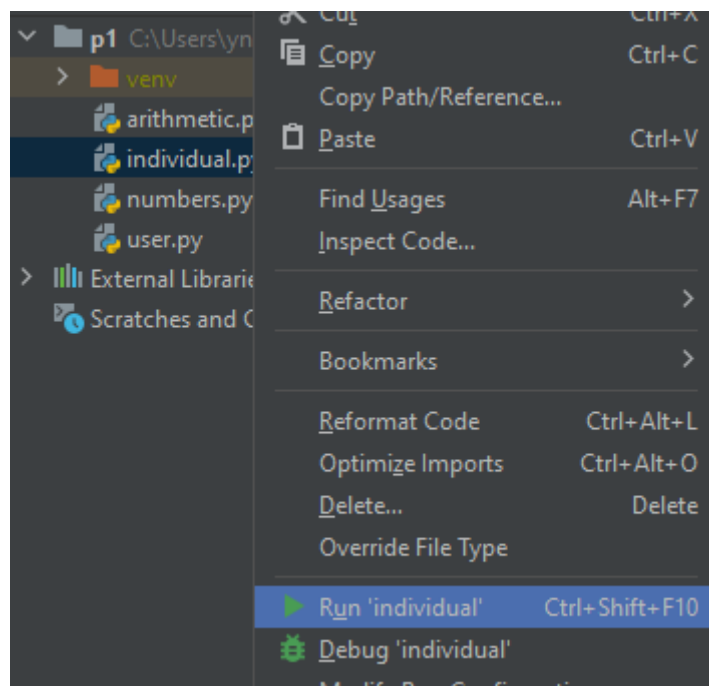 Cut Ctrl+X
p1 C:\Users\yn
Copy Ctrl+C
venv
Copy Path/Reference...
arithmetic.p
Paste Ctrl+V
individual.py
numbers.py
Find Usages Alt+F7
user.py
Inspect Code...
External Librarie
Refactor
Scratches and C
Bookmarks
Reformat Code Ctrl+Alt+L
Optimize Imports Ctrl+Alt+O
Delete... Delete
Override File Type
Run 'individual' Ctrl+Shift+F10
Debug 'individual'